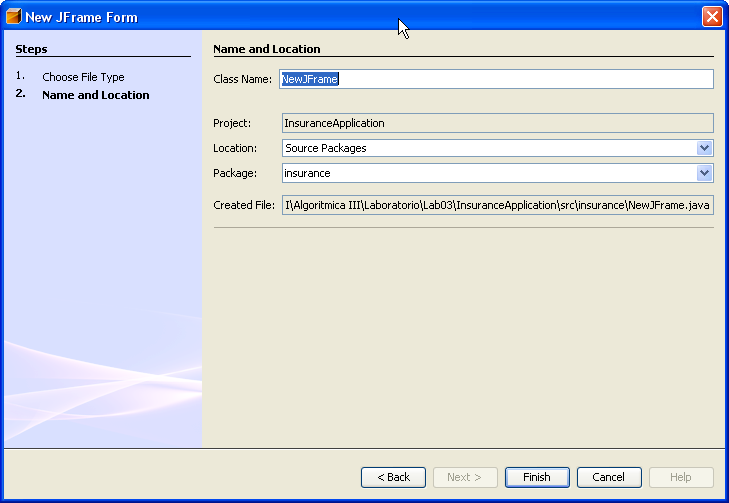 New JFrame Form
Steps
1. Choose File Type
2. Name and Location
Name and Location
Class Name: NewJFrame
Project: InsuranceApplication
Location: Source Packages
Package: insurance
Created File: I\Algoritmica III\Laboratorio\Lab03\InsuranceApplication\src\insurance\NewJFrame.java
< Back Next > Finish Cancel Help